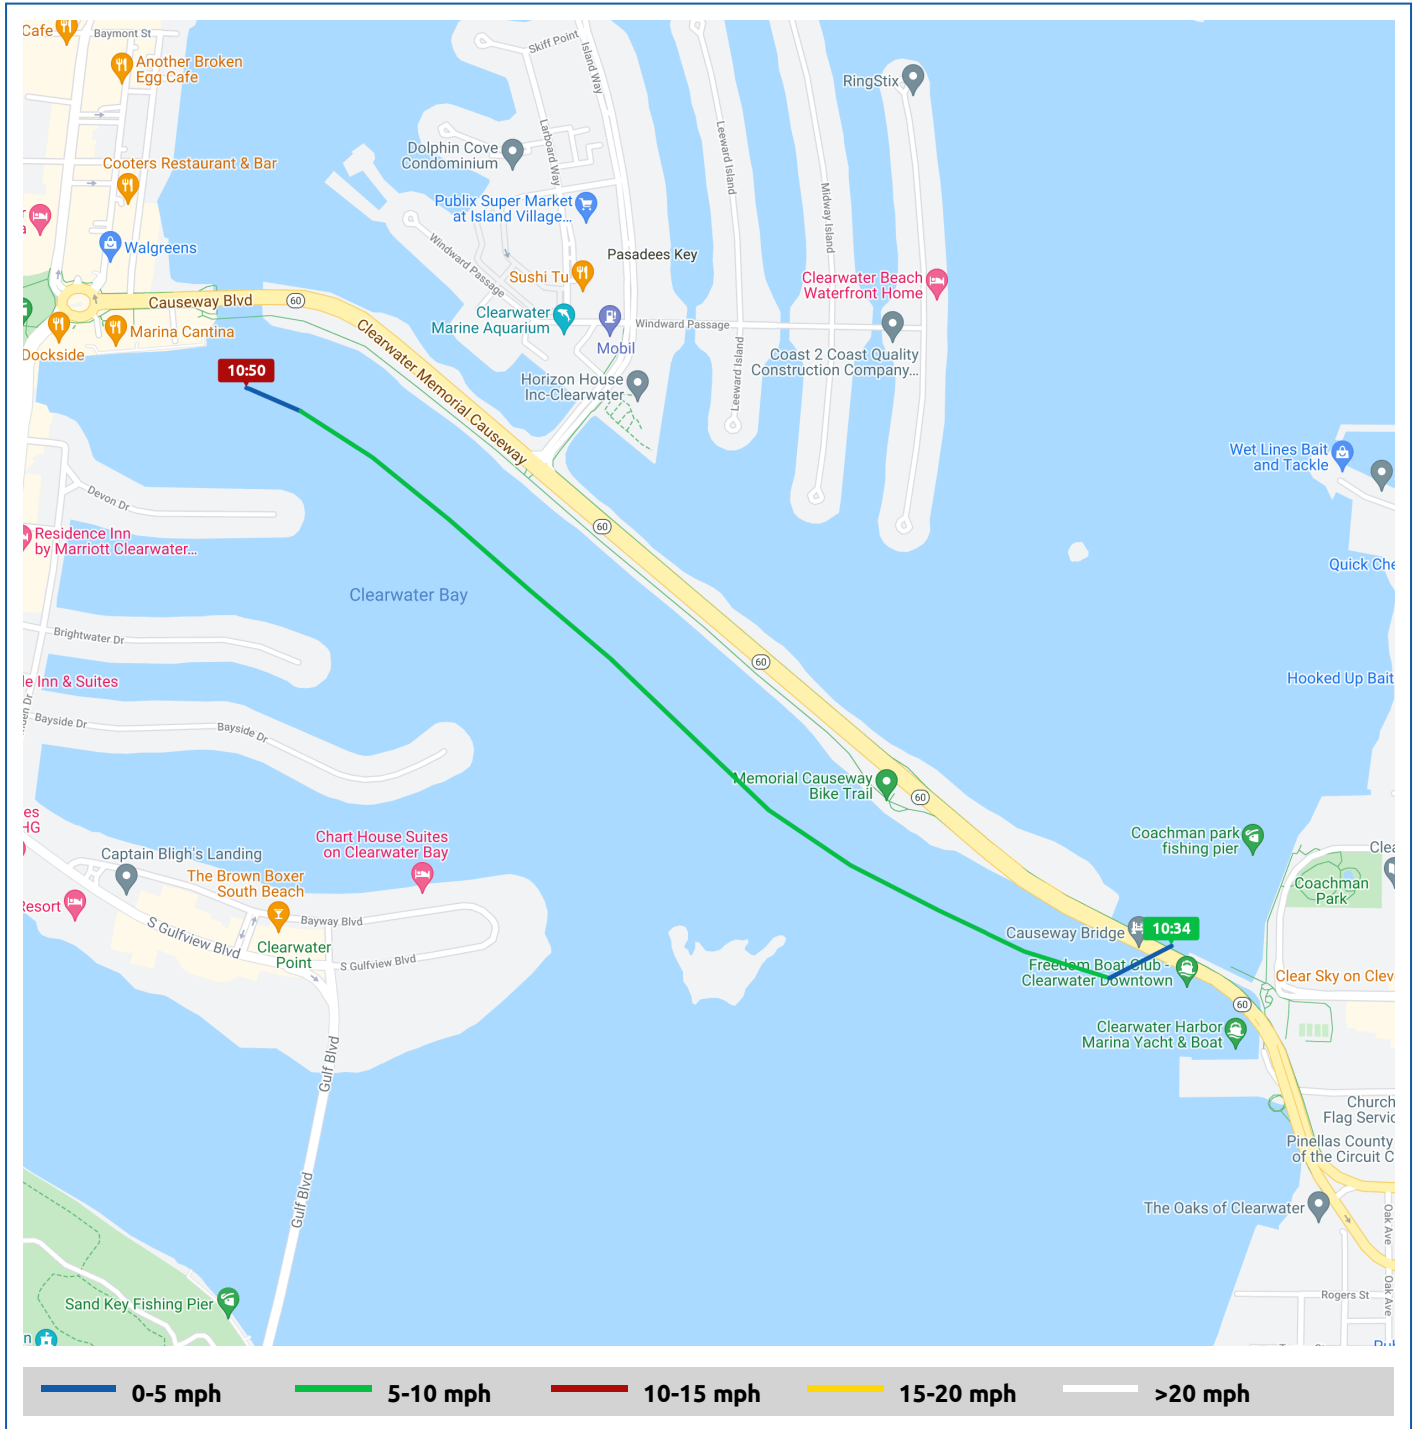 Cafe
Baymont St
Another Broken
Egg Cafe
Skiff Point
Island Way
RingStix
Larboard Way
Leeward Island
Dolphin Cove
Condominium
Cooters Restaurant & Bar
Midway Island
Publix Super Market
at Island Village...
Walgreens
Windward Passage
Pasadees Key
Sushi Tu
Clearwater Beach
Waterfront Home
Causeway Blvd
60
Clearwater
Marine Aquarium
Windward Passage
Marina Cantina
Dockside
Mobil
Clearwater Memorial Causeway
Coast 2 Coast Quality
Construction Company...
10:50
Horizon House
Inc-Clearwater
Leeward Island
Wet Lines Bait
and Tackle
Devon Dr
60
Residence Inn
by Marriott Clearwater...
Quick Che
Clearwater Bay
Brightwater Dr
60
le Inn & Suites
Hooked Up Bait
Bayside Dr
Bayside Dr
Memorial Causeway
Bike Trail
60
es
HG
Chart House Suites
on Clearwater Bay
Coachman park
fishing pier
Clea
Captain Bligh's Landing
The Brown Boxer
South Beach
Coachman
Park
Resort
S Gulfview Blvd
Bayway Blvd
Causeway Bridge
10:34
Clearwater
Point
S Gulfview Blvd
Freedom Boat Club -
Clearwater Downtown
Clear Sky on Clev
60
Clearwater Harbor
Marina Yacht & Boat
Gulf Blvd
Church
Flag Servic
Pinellas County
of the Circuit C
Gulf Blvd
The Oaks of Clearwater
Oak Ave
Oak Ave
Sand Key Fishing Pier
Rogers St
n
0-5 mph
5-10 mph
10-15 mph
15-20 mph
>20 mph